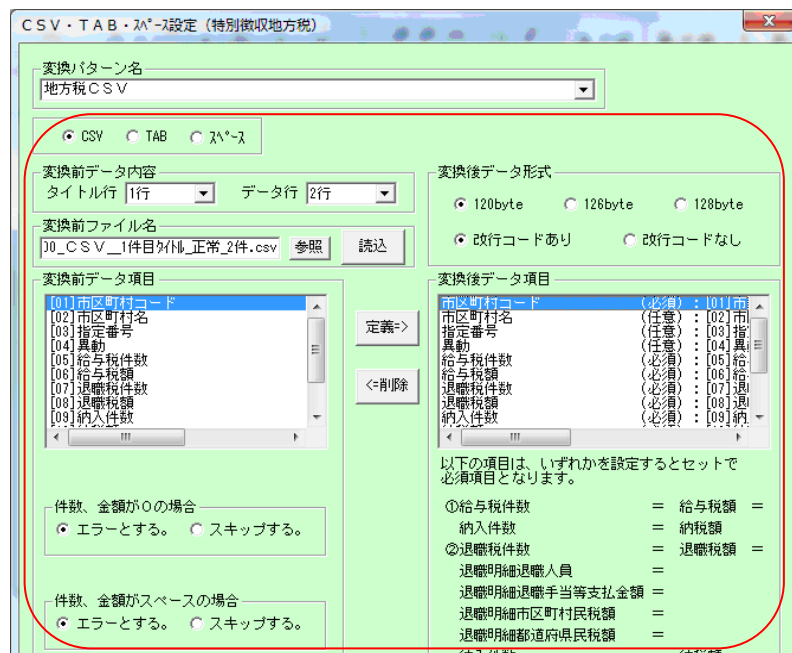 ＣＳＶ・ＴＡＢ・ｽﾍﾟｰｽ設定（特別徴収地方税）
変換パターン名
地方税ＣＳＶ
CSV TAB ｽﾍﾟｰｽ
変換前データ内容
タイトル行 1行 データ行 2行
変換前ファイル名
0_ＣＳＶ__1件目ﾀｲﾄﾙ_正常_2件.csv 参照 読込
変換後データ形式
120byte 126byte 128byte
改行コードあり 改行コードなし
変換前データ項目
[01]市区町村コード
[02]市区町村名
[03]指定番号
[04]異動
[05]給与税件数
[06]給与税額
[07]退職税件数
[08]退職税額
[09]納入件数
定義=>
<=削除
変換後データ項目
市区町村コード （必須）：[01]市
市区町村名 （任意）：[02]市
指定番号 （任意）：[03]指
異動 （任意）：[04]異
給与税件数 （必須）：[05]給
給与税額 （必須）：[06]給
退職税件数 （必須）：[07]退
退職税額 （必須）：[08]退
納入件数 （必須）：[09]納
以下の項目は、いずれかを設定するとセットで
必須項目となります。
①給与税件数 ＝ 給与税額 ＝
納入件数 ＝ 納税額
②退職税件数 ＝ 退職税額 ＝
退職明細退職人員 ＝
退職明細退職手当等支払金額 ＝
退職明細市区町村民税額 ＝
退職明細都道府県民税額 ＝
件数、金額が０の場合
エラーとする。 スキップする。
件数、金額がスペースの場合
エラーとする。 スキップする。